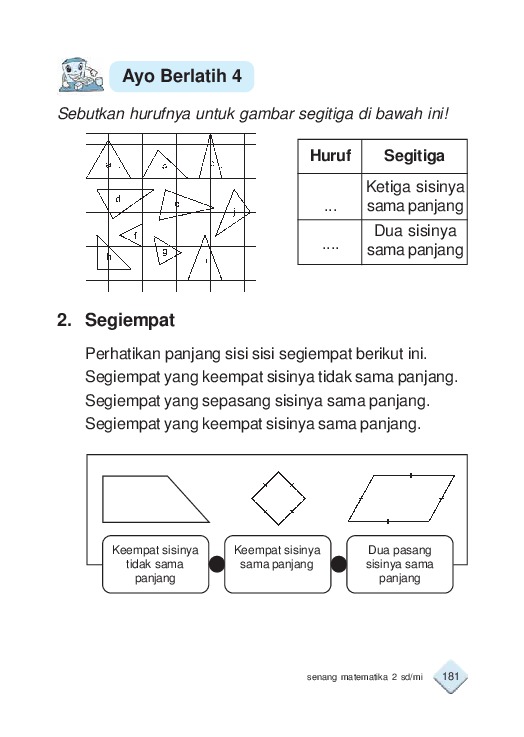 Ayo Berlatih 4
Sebutkan hurufnya untuk gambar segitiga di bawah ini!
Huruf Segitiga
... Ketiga sisinya
sama panjang
.... Dua sisinya
sama panjang
d
j
f
g
h
2. Segiempat
Perhatikan panjang sisi sisi segiempat berikut ini.
Segiempat yang keempat sisinya tidak sama panjang.
Segiempat yang sepasang sisinya sama panjang.
Segiempat yang keempat sisinya sama panjang.
Keempat sisinya
tidak sama
panjang
Keempat sisinya
sama panjang
Dua pasang
sisinya sama
panjang
senang matematika 2 sd/mi 181